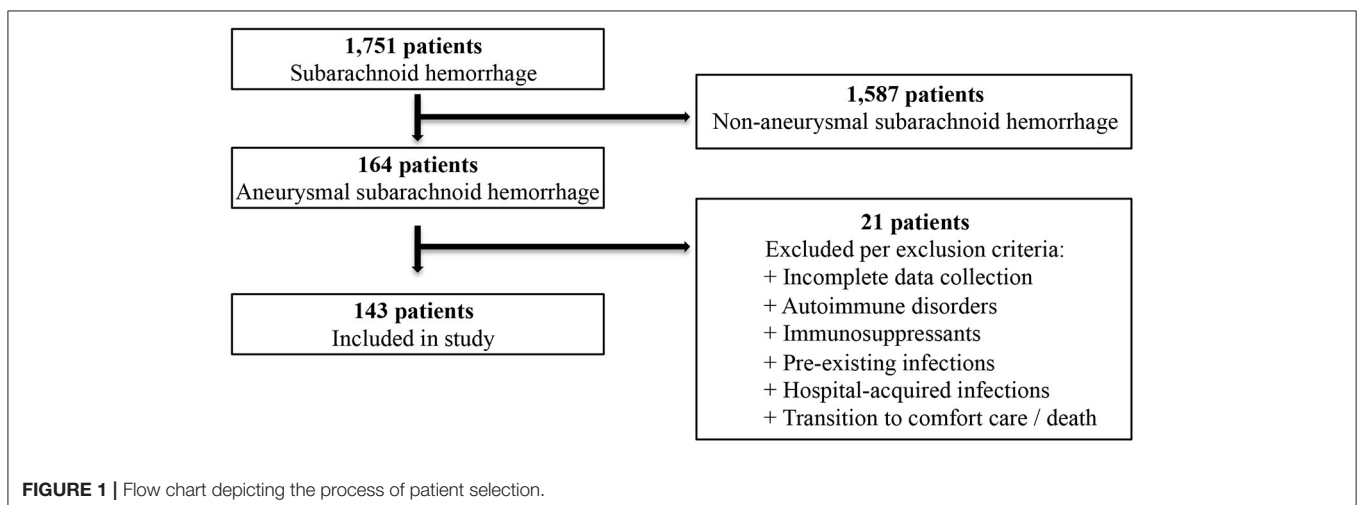 1,751 patients
Subarachnoid hemorrhage
1,587 patients
Non-aneurysmal subarachnoid hemorrhage
164 patients
Aneurysmal subarachnoid hemorrhage
21 patients
Excluded per exclusion criteria:
+ Incomplete data collection
+ Autoimmune disorders
+ Immunosuppressants
+ Pre-existing infections
+ Hospital-acquired infections
+ Transition to comfort care / death
143 patients
Included in study
FIGURE 1 | Flow chart depicting the process of patient selection.